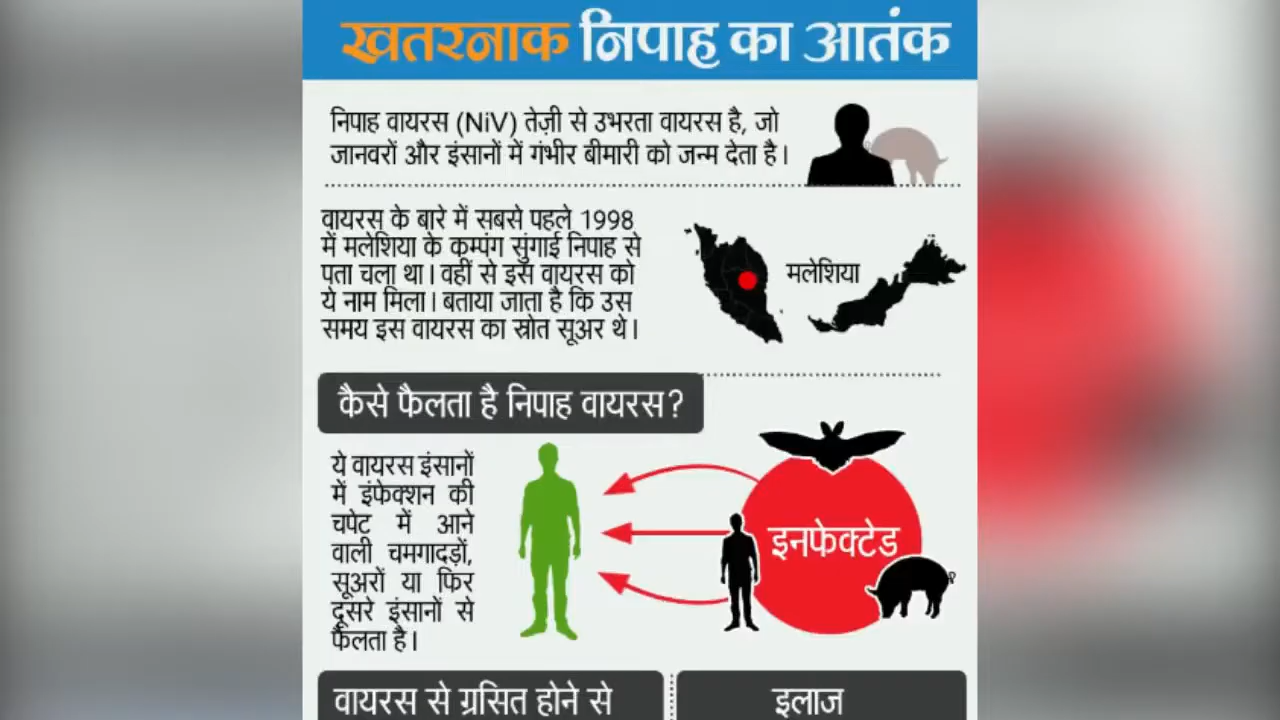 खतरनाक निपाह का आतंक
निपाह वायरस (NiV) तेज़ी से उभरता वायरस है, जो
जानवरों और इंसानों में गंभीर बीमारी को जन्म देता है।
वायरस के बारे में सबसे पहले 1998
में मलेशिया के कम्पंग सुंगाई निपाह से
पता चला था। वहीं से इस वायरस को
ये नाम मिला। बताया जाता है कि उस
समय इस वायरस का स्रोत सूअर थे।
मलेशिया
कैसे फैलता है निपाह वायरस?
ये वायरस इंसानों
में इंफेक्शन की
चपेट में आने
वाली चमगादड़ों,
सूअरों या फिर
दूसरे इंसानों से
फैलता है।
इनफेक्टेड
वायरस से ग्रसित होने से
इलाज